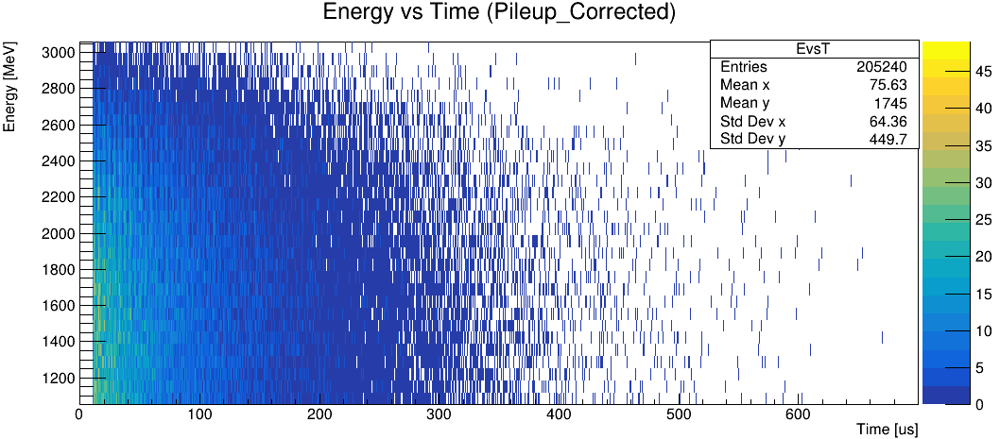 Energy vs Time (Pileup_Corrected)
Energy [MeV]
3000
2800
2600
2400
2200
2000
1800
1600
1400
1200
EvsT
Entries 205240
Mean x 75.63
Mean y 1745
Std Dev x 64.36
Std Dev y 449.7
45
40
35
30
25
20
15
10
5
0
0 100 200 300 400 500 600
Time [us]